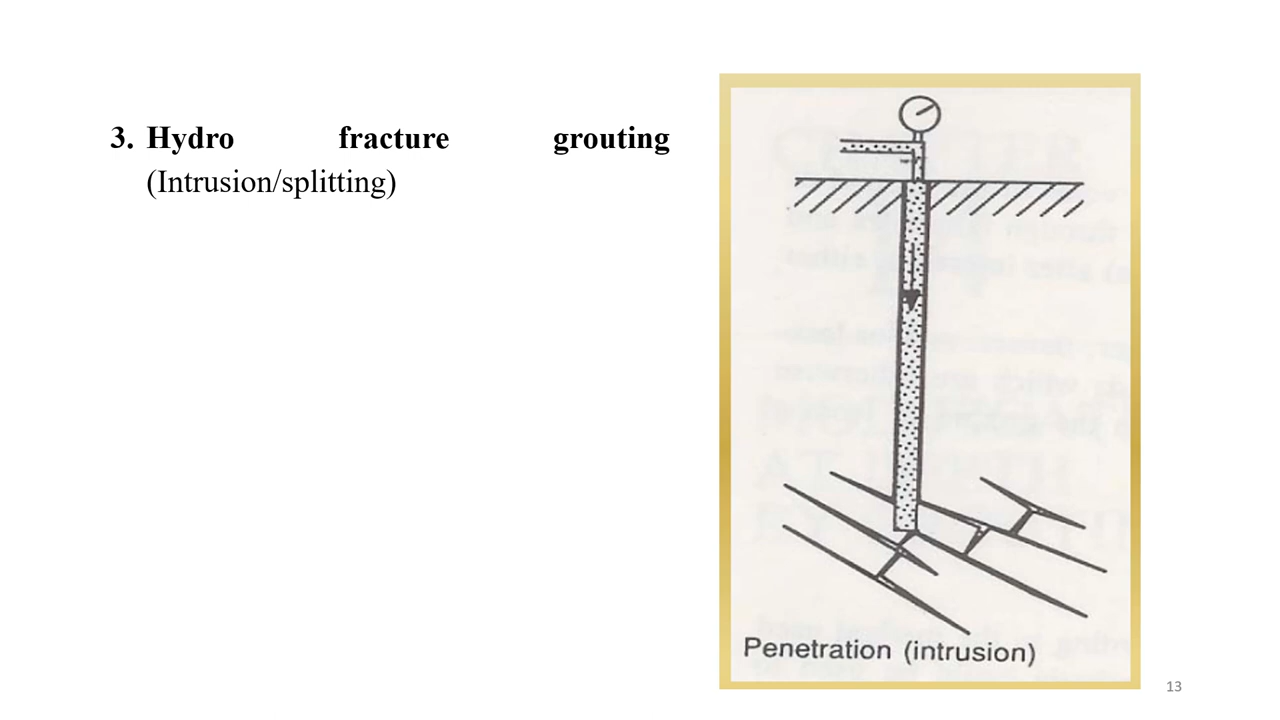 3. Hydro fracture grouting
(Intrusion/splitting)
Penetration (intrusion)
13